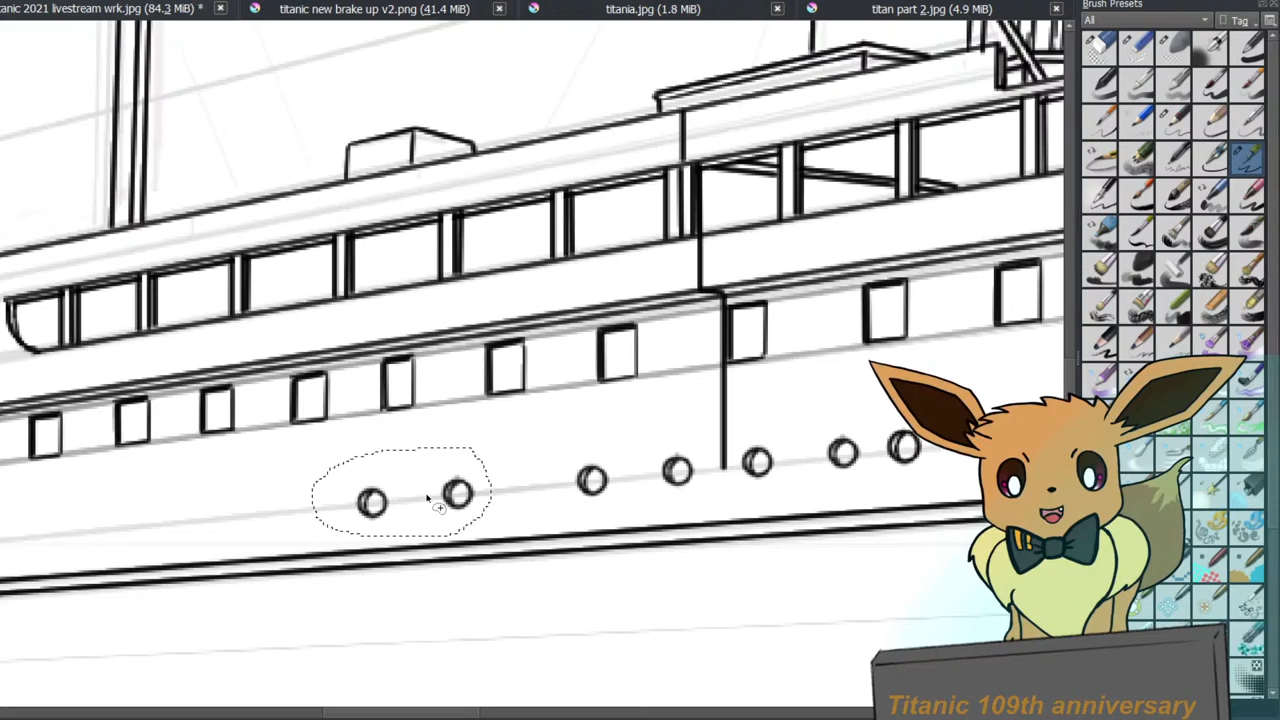 tanic 2021 livestream wrk.jpg (84.3 MiB) *
titanic new brake up v2.png (41.4 MiB)
titania.jpg (1.8 MiB)
titan part 2.jpg (4.9 MiB)
Brush Presets
All
Tag
Titanic 109th anniversary